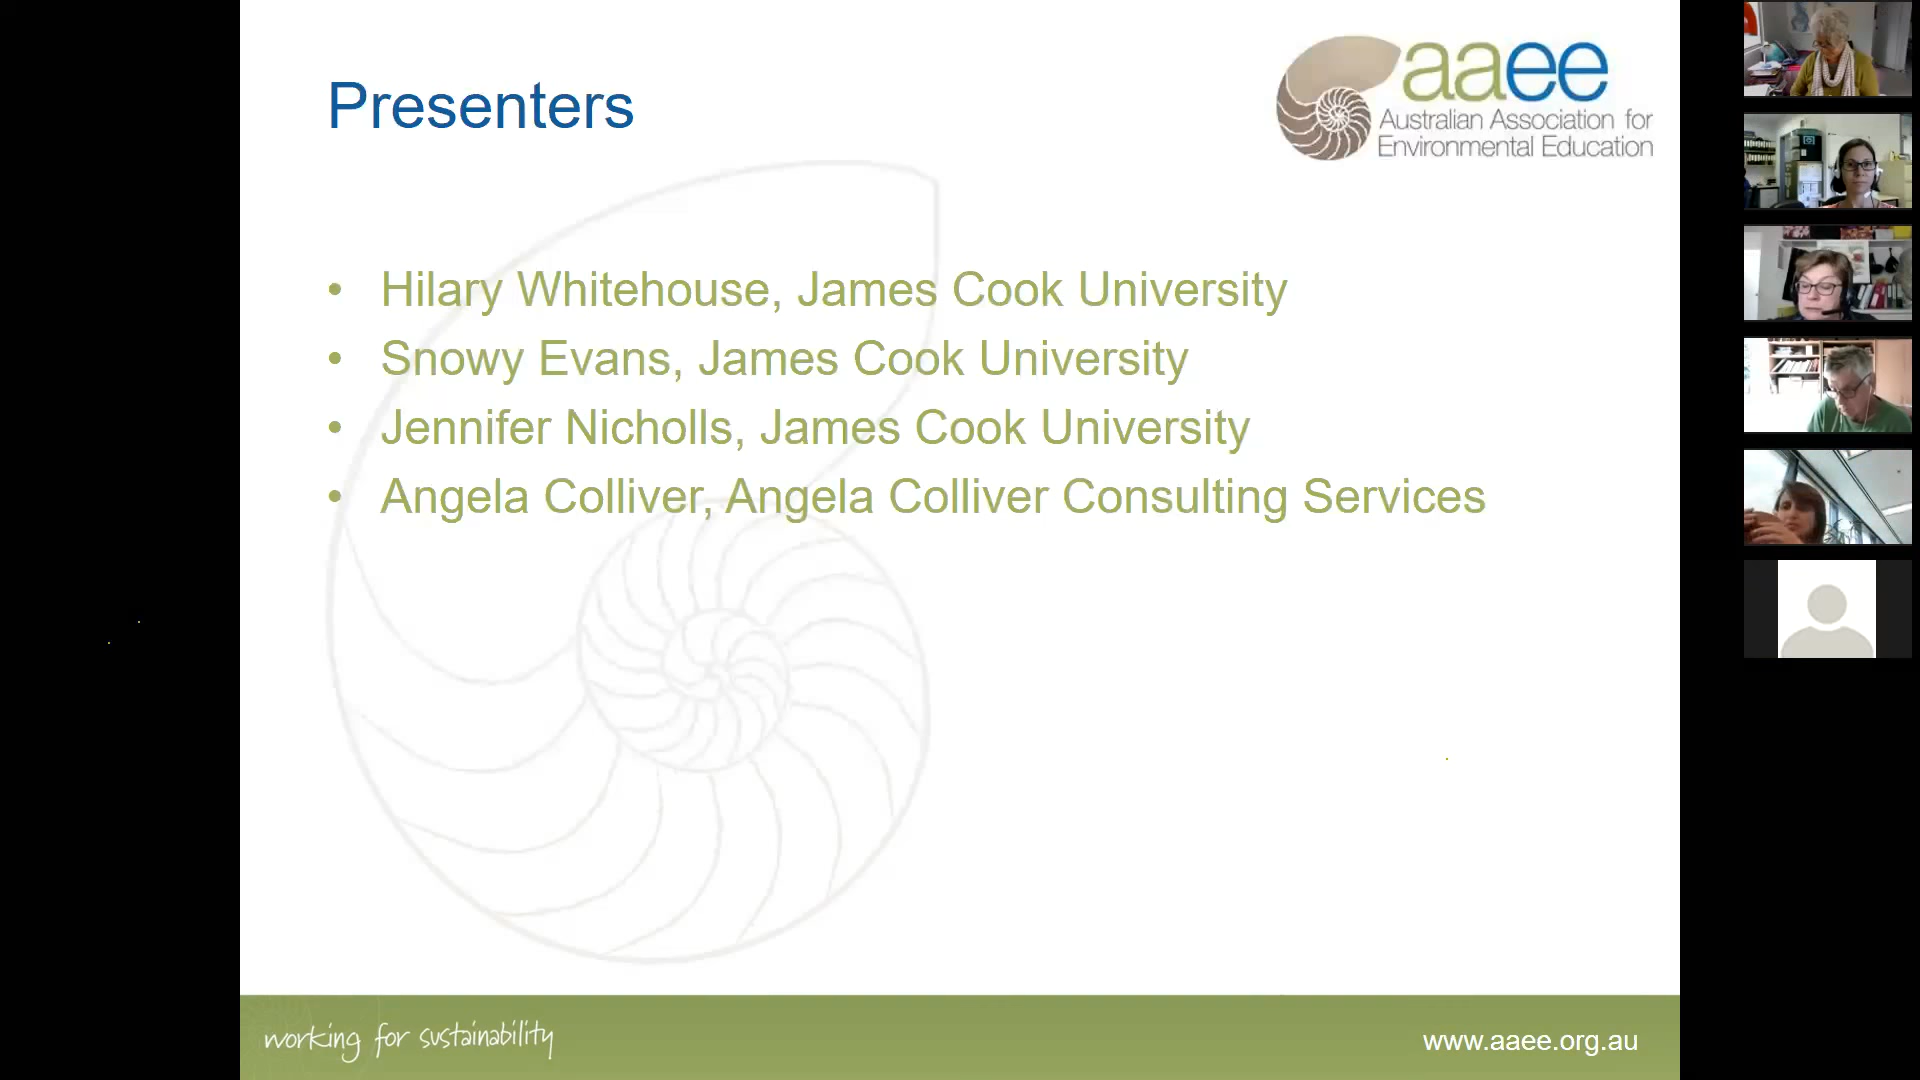 Presenters
aaee
Australian Association for
Environmental Education
• Hilary Whitehouse, James Cook University
• Snowy Evans, James Cook University
• Jennifer Nicholls, James Cook University
• Angela Colliver, Angela Colliver Consulting Services
working for sustainability
www.aaee.org.au